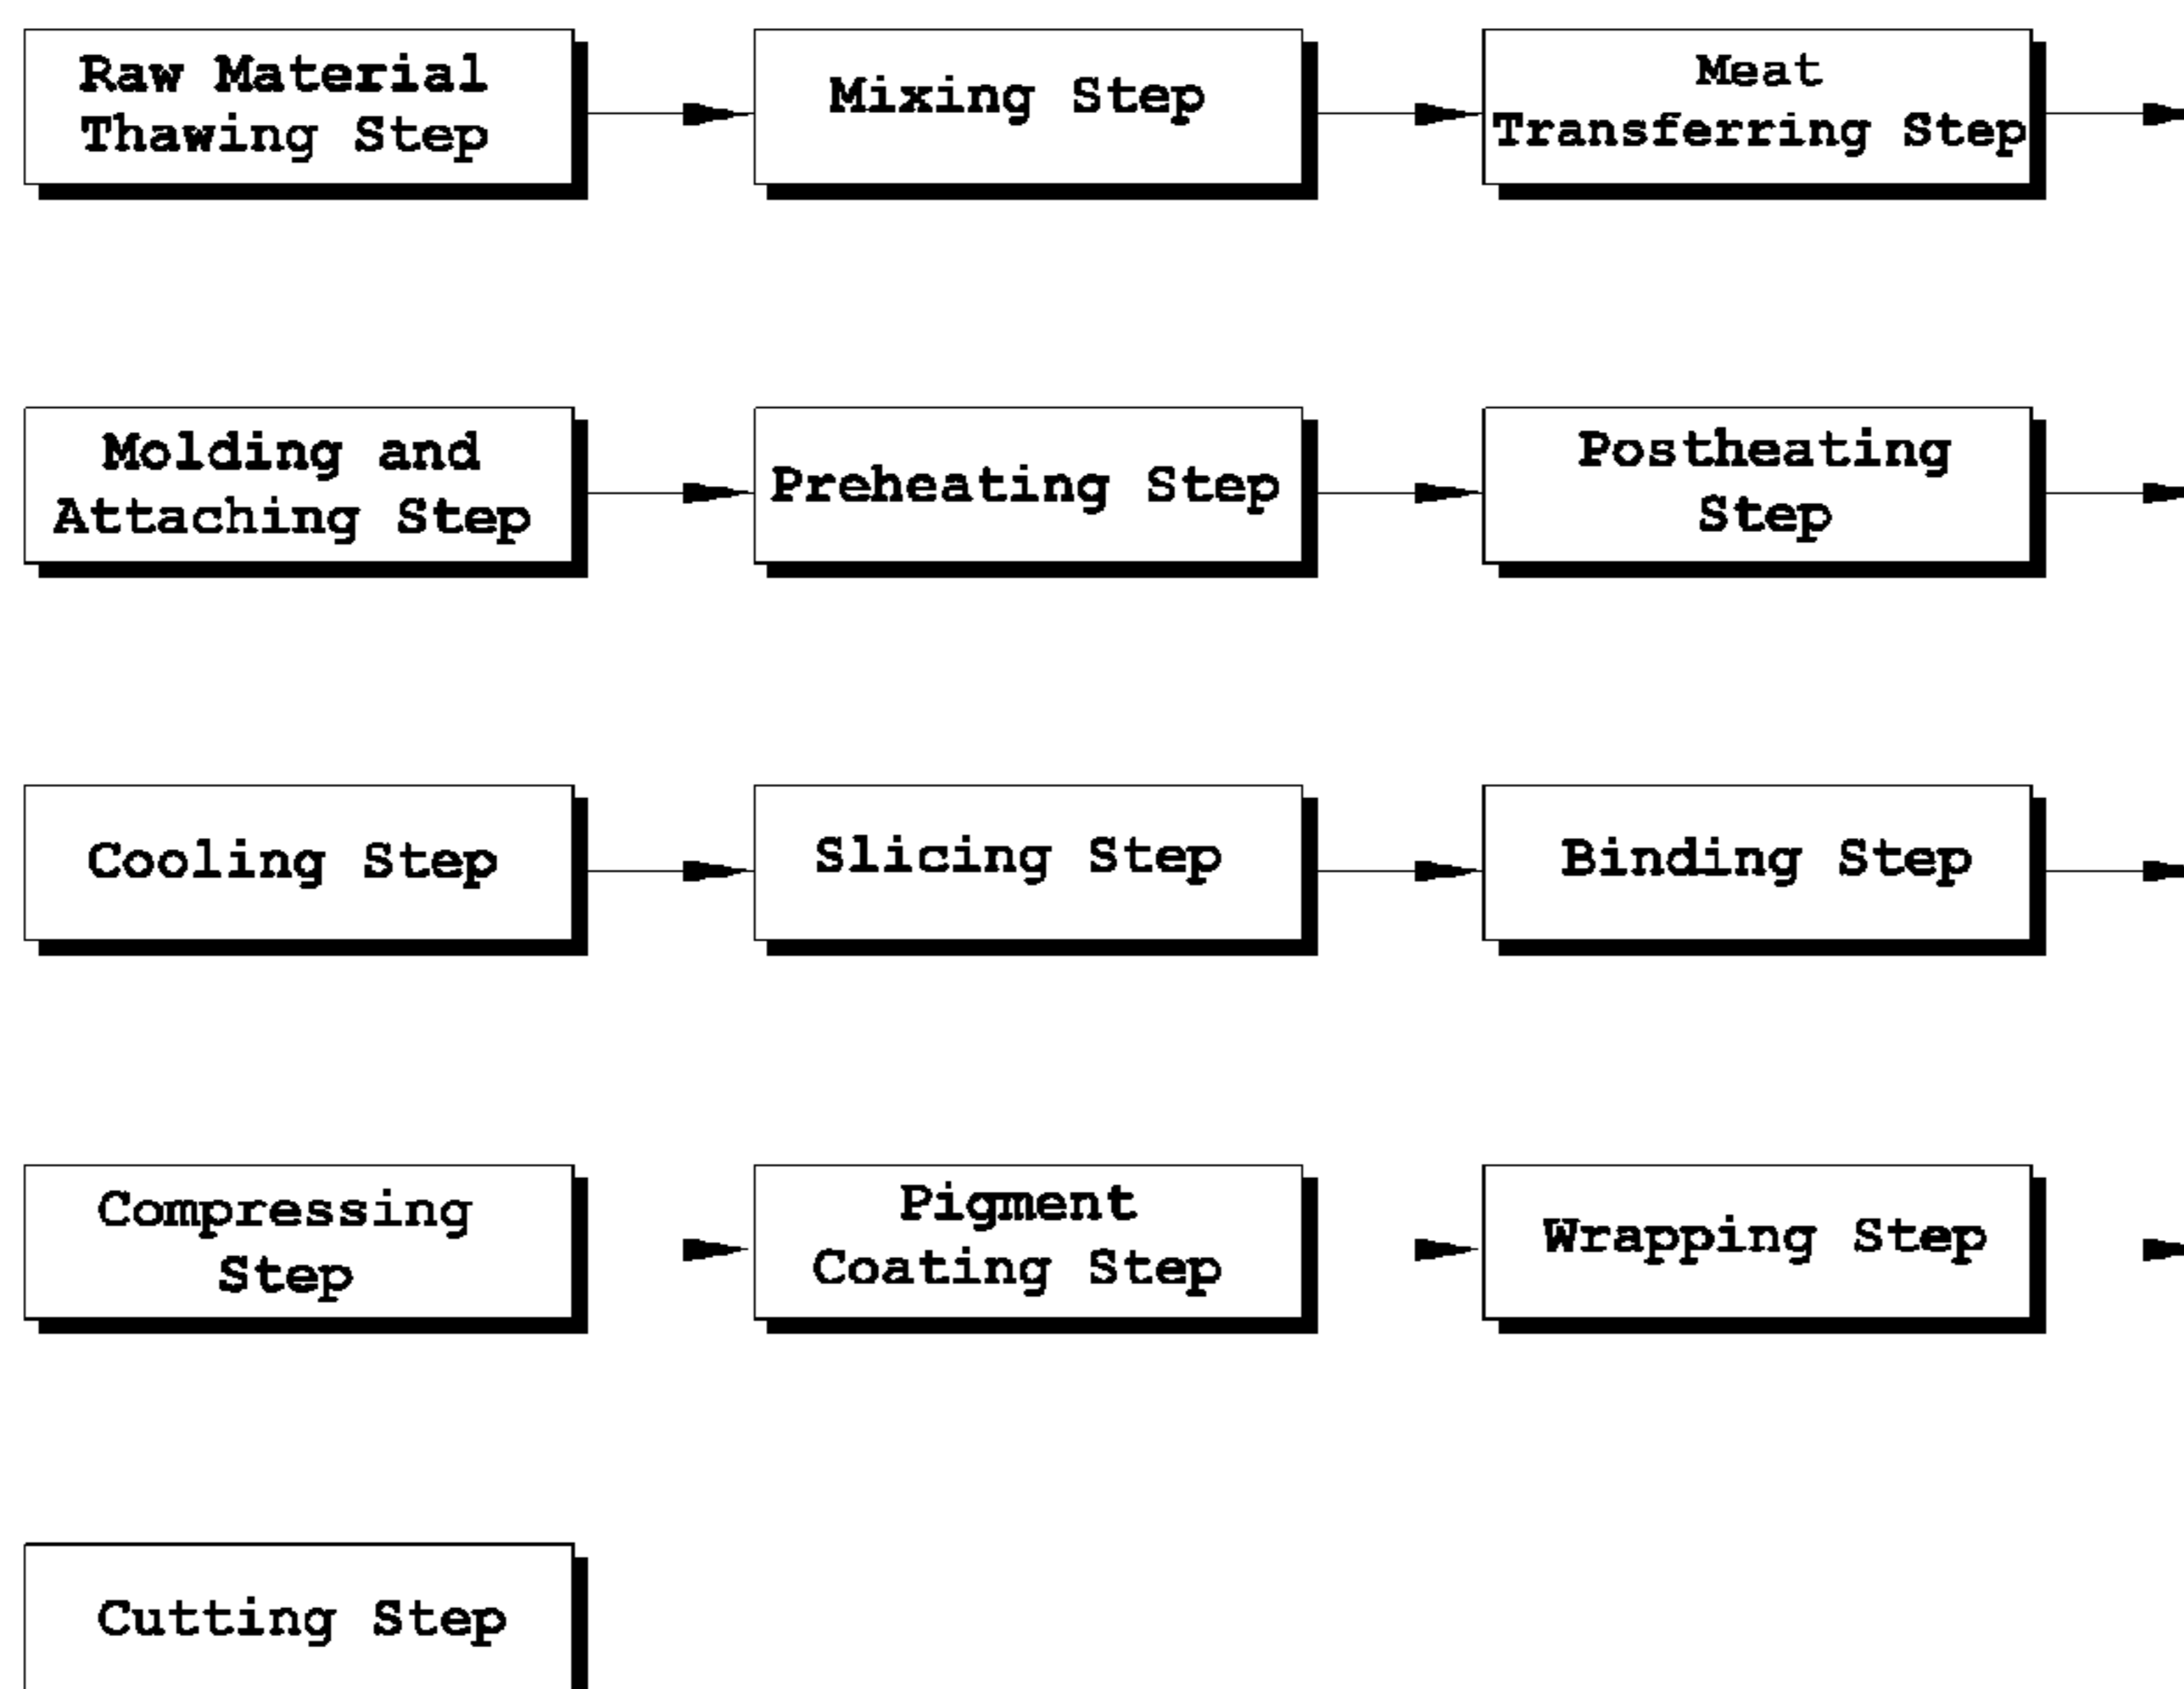 Raw Material
Thawing Step
Mixing Step
Meat
Transferring Step
Molding and
Attaching Step
Preheating Step
Postheating
Step
Cooling Step
Slicing Step
Binding Step
Compressing
Step
Pigment
Coating Step
Wrapping Step
Cutting Step